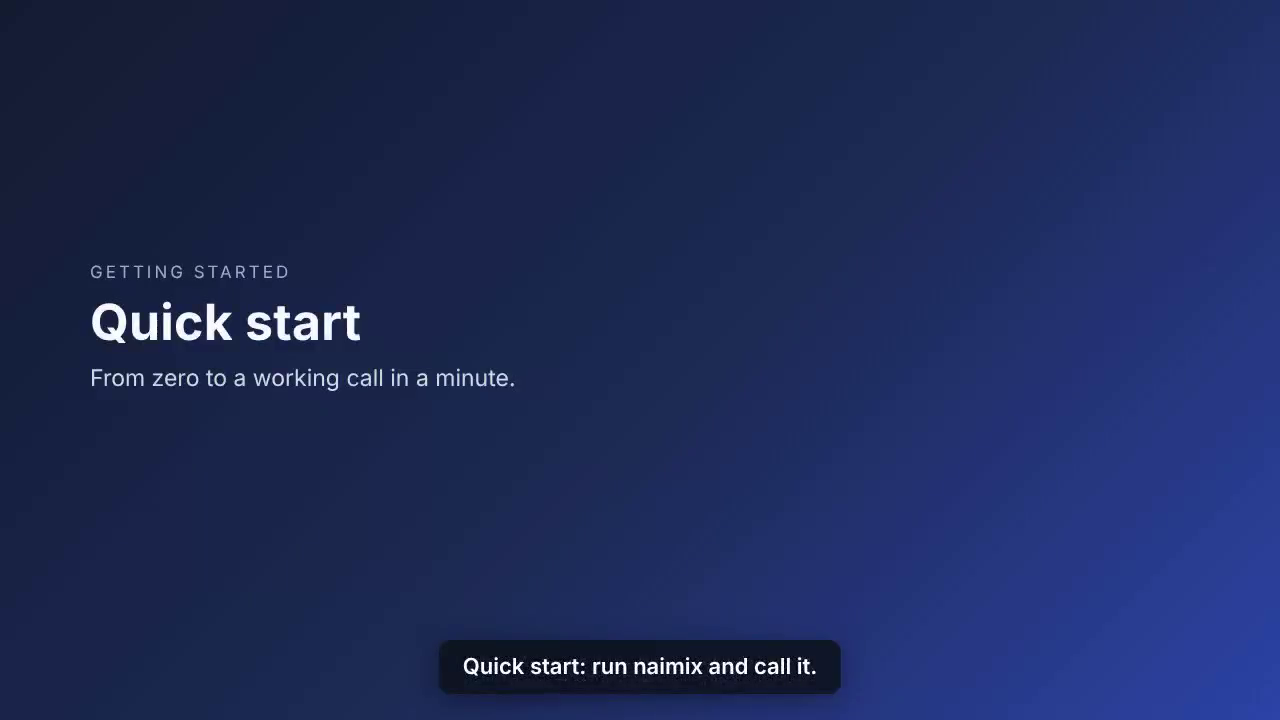 GETTING STARTED
Quick start
From zero to a working call in a minute.
Quick start: run naimix and call it.